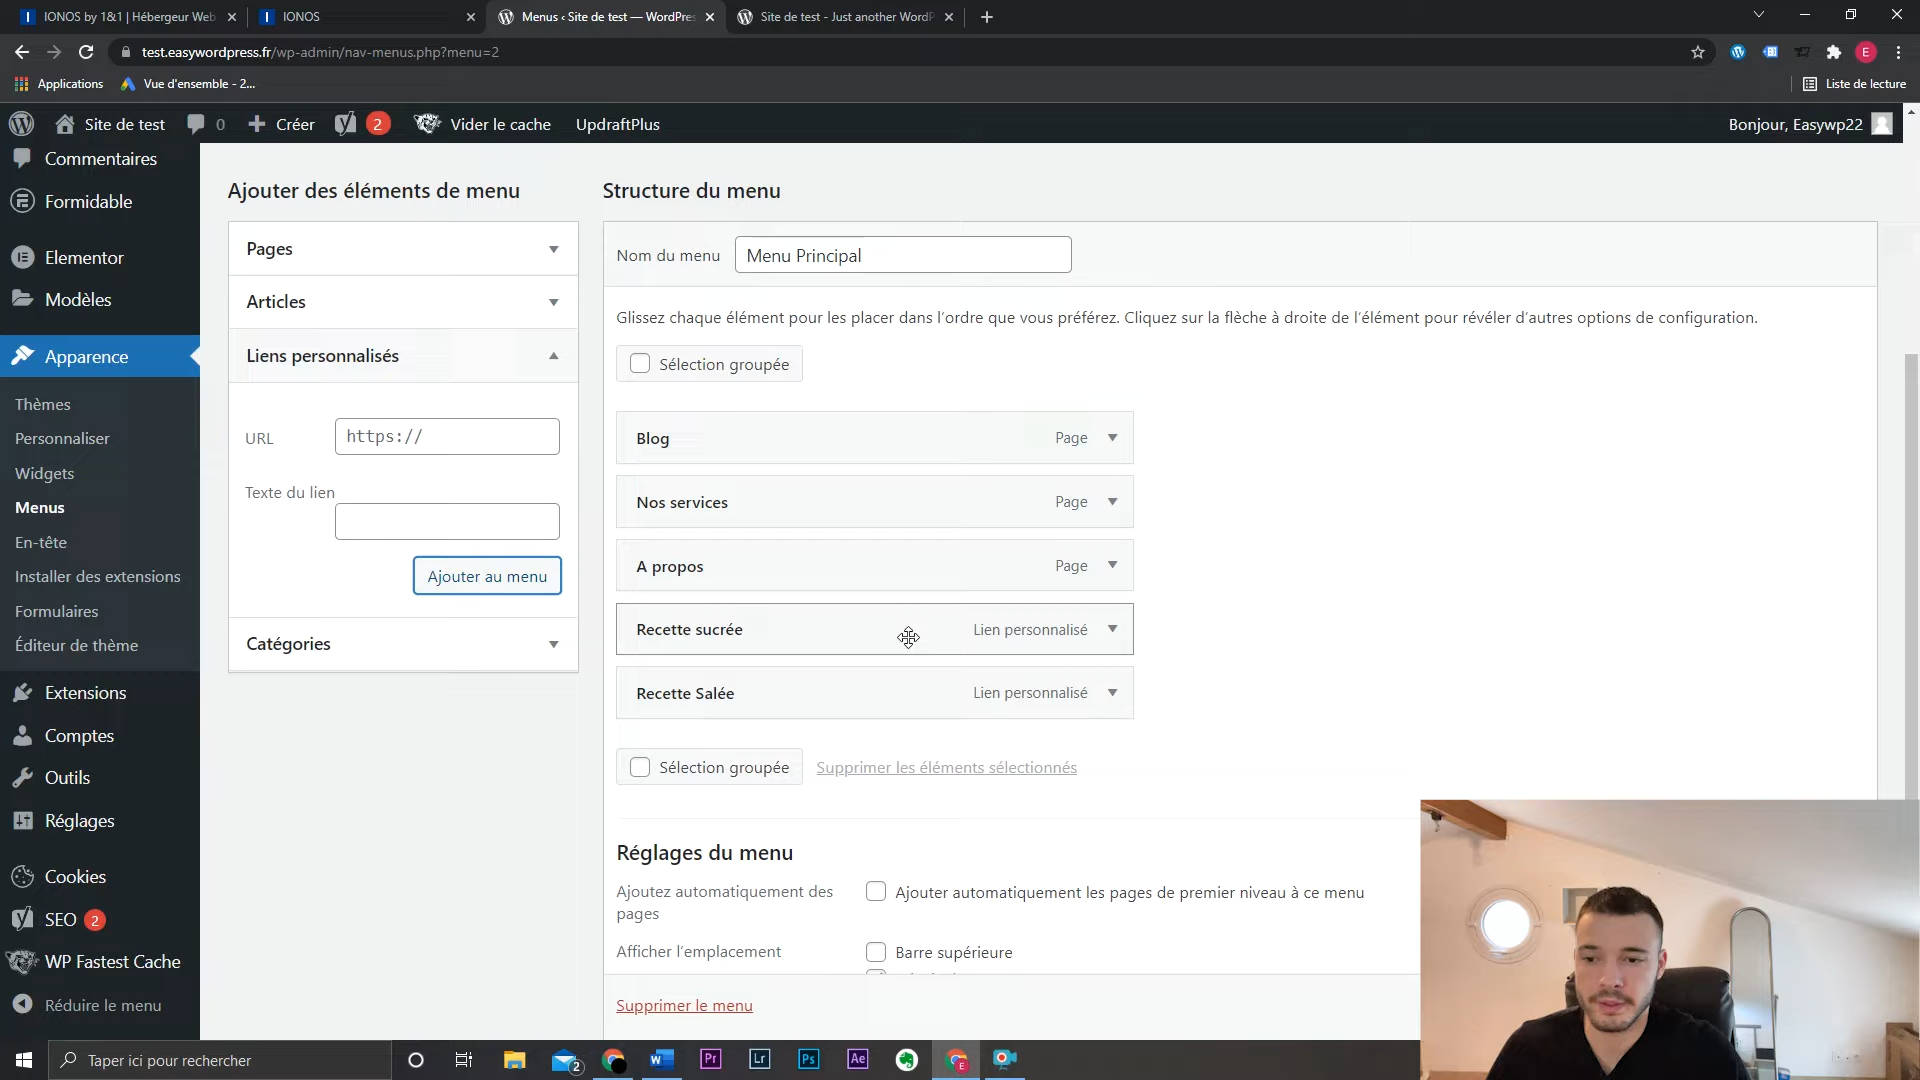 IONOS by 1&1 | Hébergeur Web
IONOS
Menus ‹ Site de test — WordPres
Site de test - Just another WordP
test.easywordpress.fr/wp-admin/nav-menus.php?menu=2
E
Applications
Vue d'ensemble - 2...
Liste de lecture
Site de test
0
Créer
2
Vider le cache
UpdraftPlus
Bonjour, Easywp22
Commentaires
Formidable
Elementor
Modèles
Apparence
Thèmes
Personnaliser
Widgets
Menus
En-tête
Installer des extensions
Formulaires
Éditeur de thème
Extensions
Comptes
Outils
Réglages
Cookies
SEO 2
WP Fastest Cache
Réduire le menu
Ajouter des éléments de menu
Pages
Articles
Liens personnalisés
URL
https://
Texte du lien
Ajouter au menu
Catégories
Structure du menu
Nom du menu
Menu Principal
Glissez chaque élément pour les placer dans l'ordre que vous préférez. Cliquez sur la flèche à droite de l'élément pour révéler d'autres options de configuration.
Sélection groupée
Blog Page
Nos services Page
A propos Page
Recette sucrée Lien personnalisé
Recette Salée Lien personnalisé
Sélection groupée
Supprimer les éléments sélectionnés
Réglages du menu
Ajoutez automatiquement des
pages
Ajouter automatiquement les pages de premier niveau à ce menu
Afficher l'emplacement
Barre supérieure
Supprimer le menu
Taper ici pour rechercher
2
Pr
Lr
Ps
Ae
E